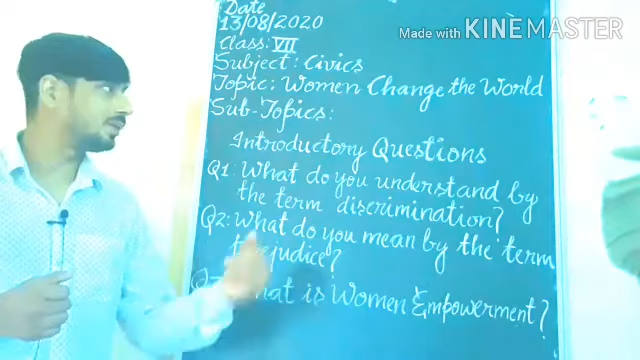 Made with KINEMASTER
Date
13/08/2020
Class: VII
Subject: Civics
Topic: Women Change the World
Sub-Topics:
Introductory Questions
Q1: What do you understand by
the term discrimination?
Q2: What do you mean by the term
prejudice?
What is Women Empowerment?